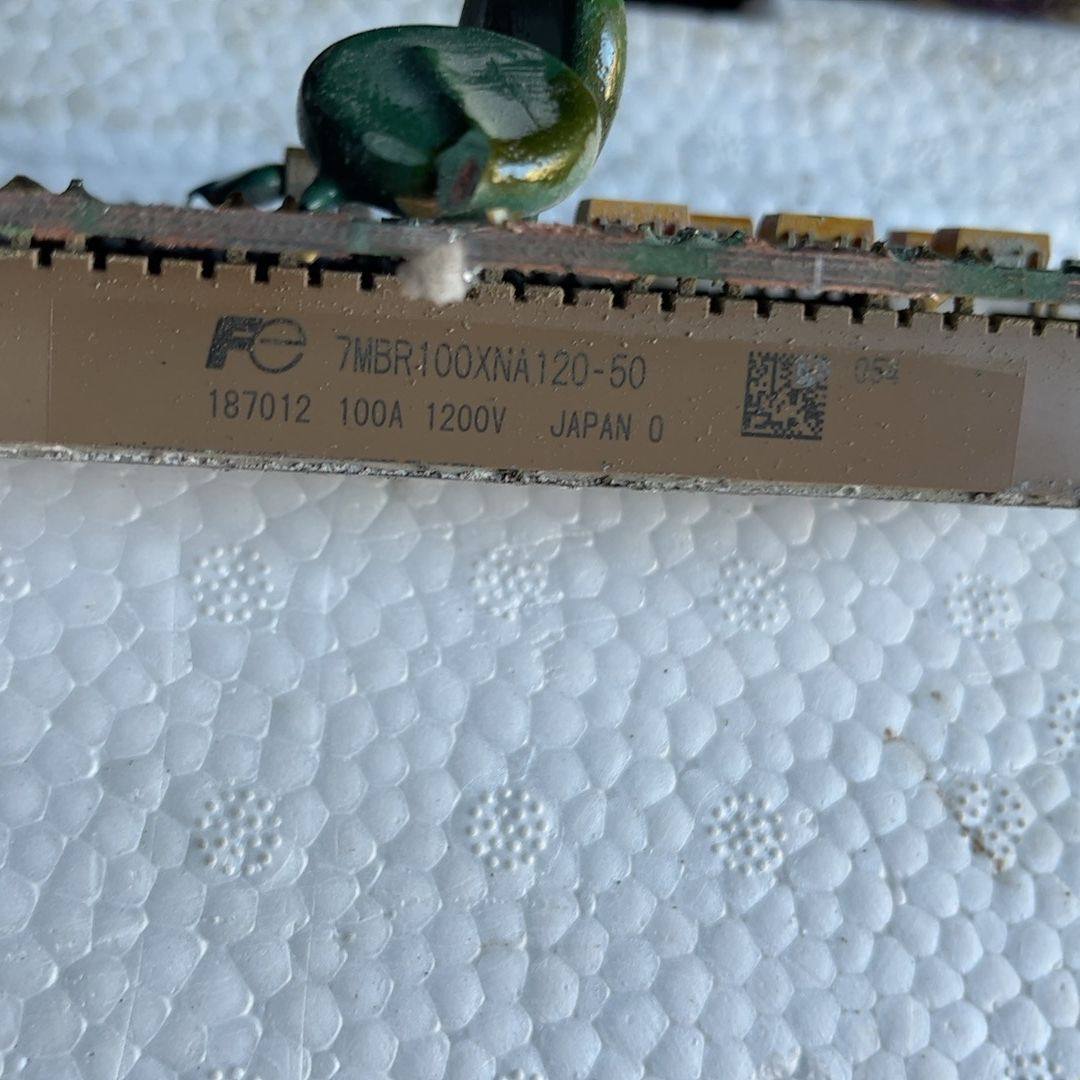 Fe 7MBR100XNA120-50 054
187012 100A 1200V JAPAN 0